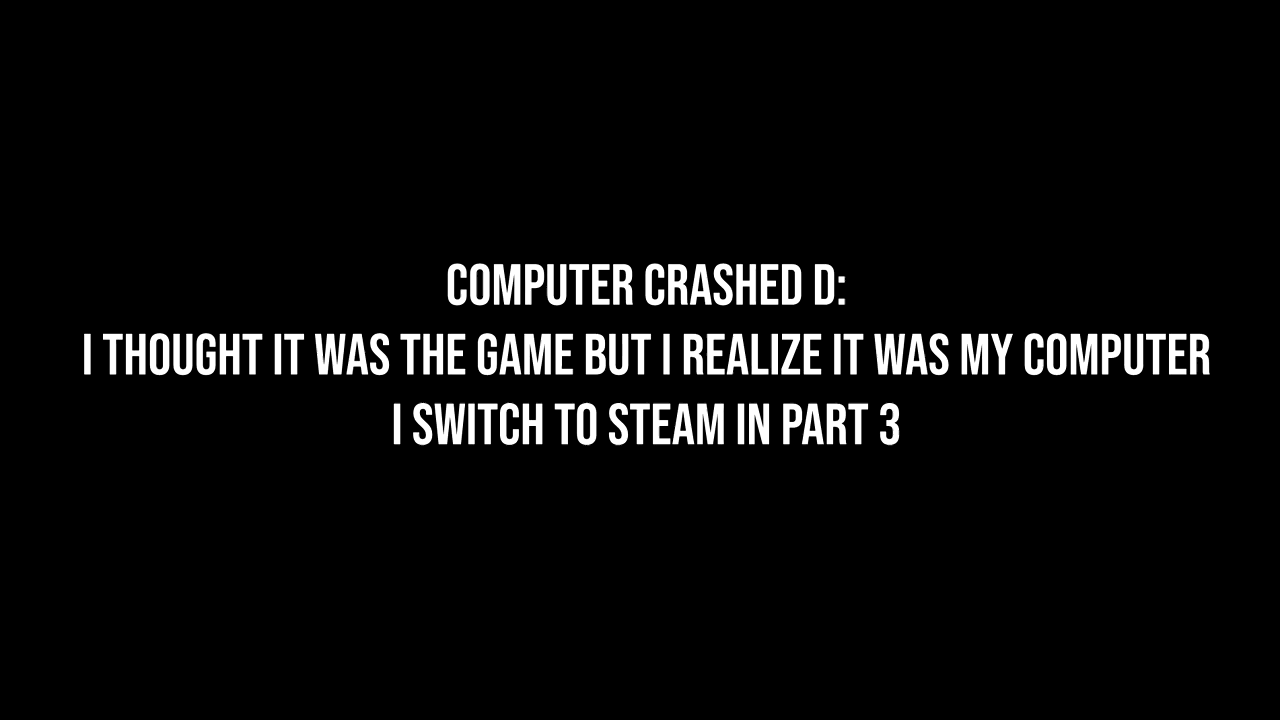 COMPUTER CRASHED D:
I THOUGHT IT WAS THE GAME BUT I REALIZE IT WAS MY COMPUTER
I SWITCH TO STEAM IN PART 3